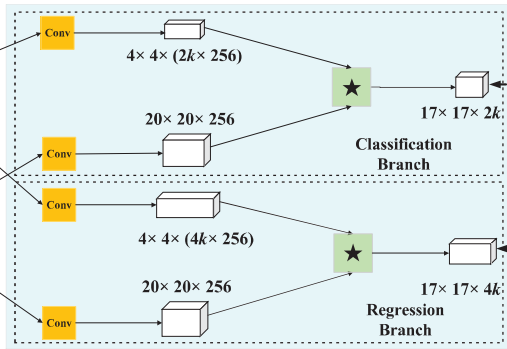 Conv
4× 4× (2k× 256)
20× 20× 256
17× 17× 2k
Conv
Classification
Branch
Conv
4× 4× (4k× 256)
20× 20× 256
17× 17× 4k
Conv
Regression
Branch